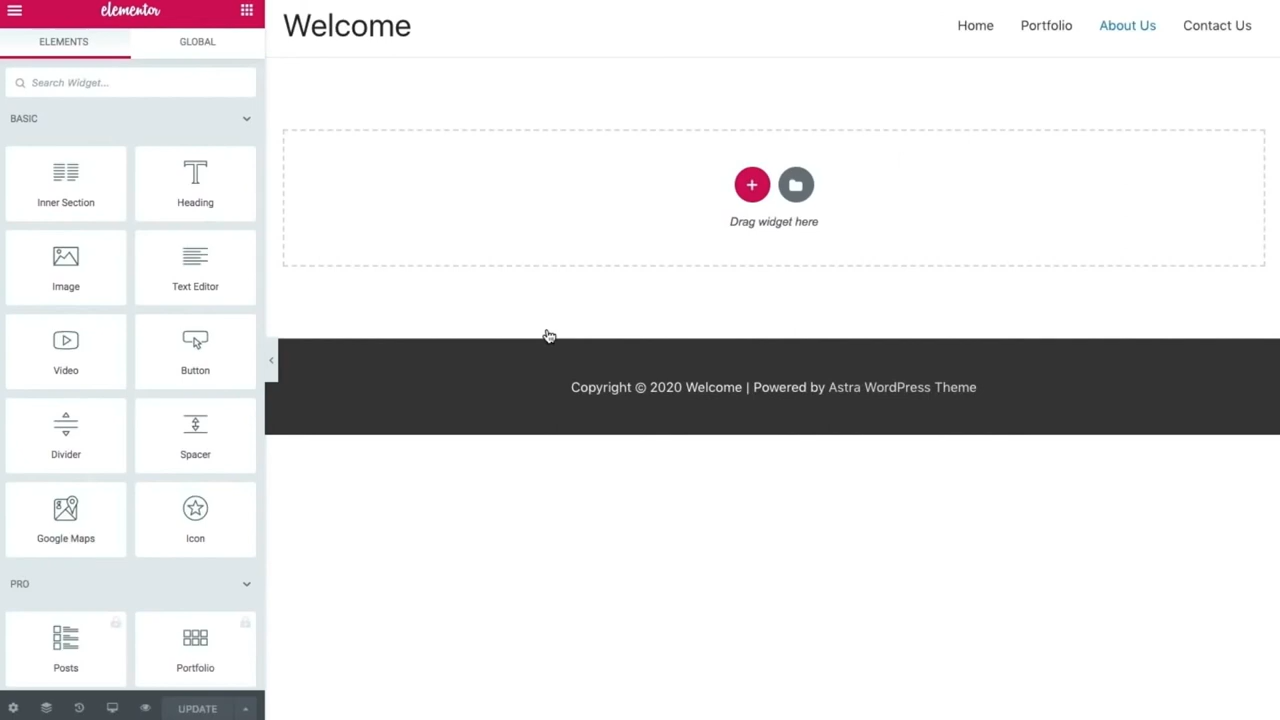 elementor
Welcome
Home Portfolio About Us Contact Us
ELEMENTS GLOBAL
Search Widget...
BASIC
Inner Section Heading
Image Text Editor
Video Button
Divider Spacer
Google Maps Icon
PRO
Posts Portfolio
UPDATE
Drag widget here
Copyright © 2020 Welcome | Powered by Astra WordPress Theme